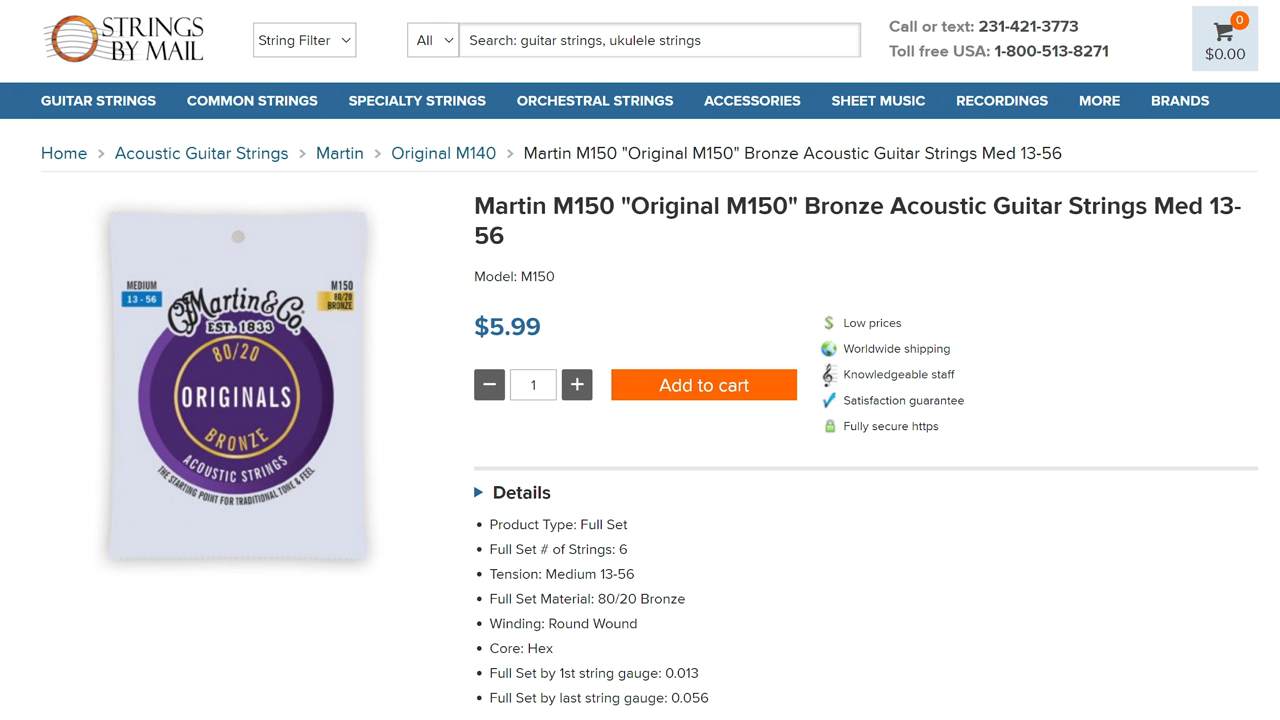 STRINGS
BY MAIL
String Filter
All
Search: guitar strings, ukulele strings
Call or text: 231-421-3773
Toll free USA: 1-800-513-8271
0
$0.00
GUITAR STRINGS COMMON STRINGS SPECIALTY STRINGS ORCHESTRAL STRINGS ACCESSORIES SHEET MUSIC RECORDINGS MORE BRANDS
Home > Acoustic Guitar Strings > Martin > Original M140 > Martin M150 "Original M150" Bronze Acoustic Guitar Strings Med 13-56
MEDIUM
13 - 56
M150
80/20
BRONZE
CF Martin & Co.
EST. 1833
80/20
ORIGINALS
BRONZE
ACOUSTIC STRINGS
THE STARTING POINT FOR TRADITIONAL TONE & FEEL
Martin M150 "Original M150" Bronze Acoustic Guitar Strings Med 13-
56
Model: M150
$5.99
− 1 +
Add to cart
Low prices
Worldwide shipping
Knowledgeable staff
Satisfaction guarantee
Fully secure https
Details
• Product Type: Full Set
• Full Set # of Strings: 6
• Tension: Medium 13-56
• Full Set Material: 80/20 Bronze
• Winding: Round Wound
• Core: Hex
• Full Set by 1st string gauge: 0.013
• Full Set by last string gauge: 0.056